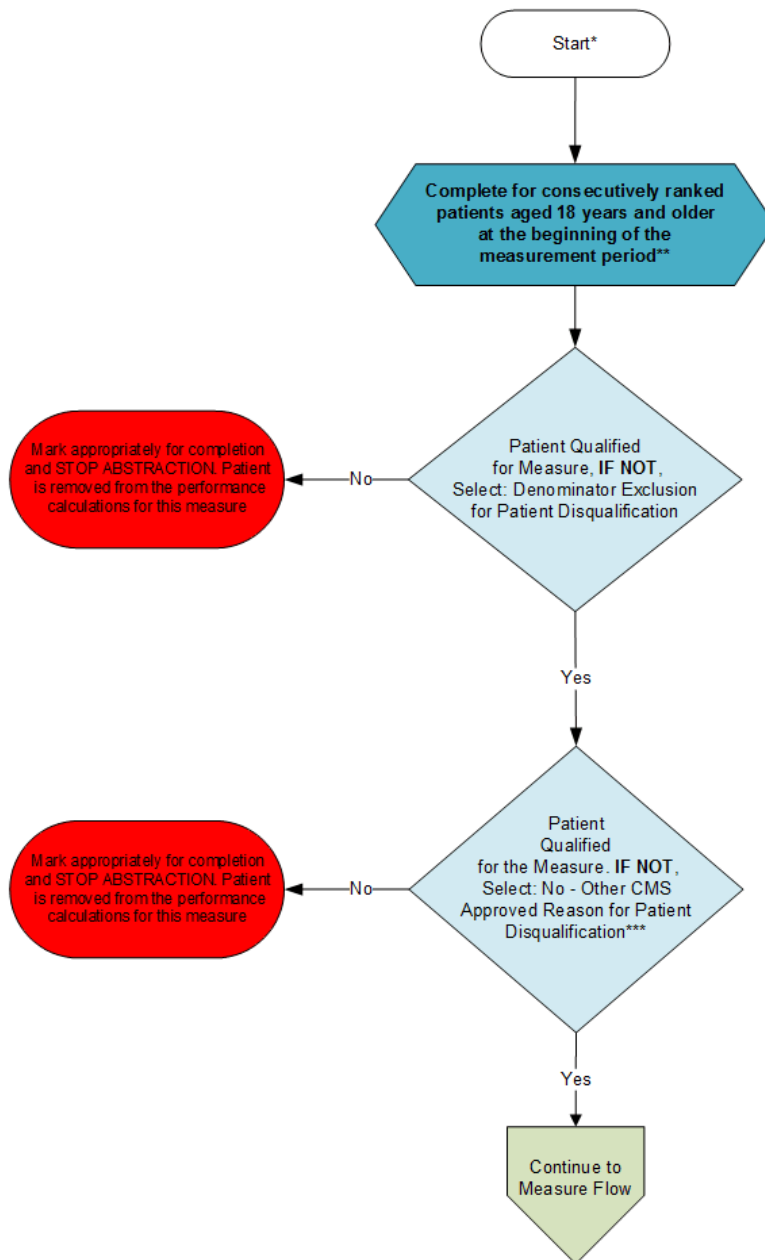 Start*
Complete for consecutively ranked
patients aged 18 years and older
at the beginning of the
measurement period**
Patient Qualified
for Measure, IF NOT,
Select: Denominator Exclusion
for Patient Disqualification
No
Mark appropriately for completion
and STOP ABSTRACTION. Patient
is removed from the performance
calculations for this measure
Yes
Patient
Qualified
for the Measure. IF NOT,
Select: No - Other CMS
Approved Reason for Patient
Disqualification***
No
Mark appropriately for completion
and STOP ABSTRACTION. Patient
is removed from the performance
calculations for this measure
Yes
Continue to
Measure Flow